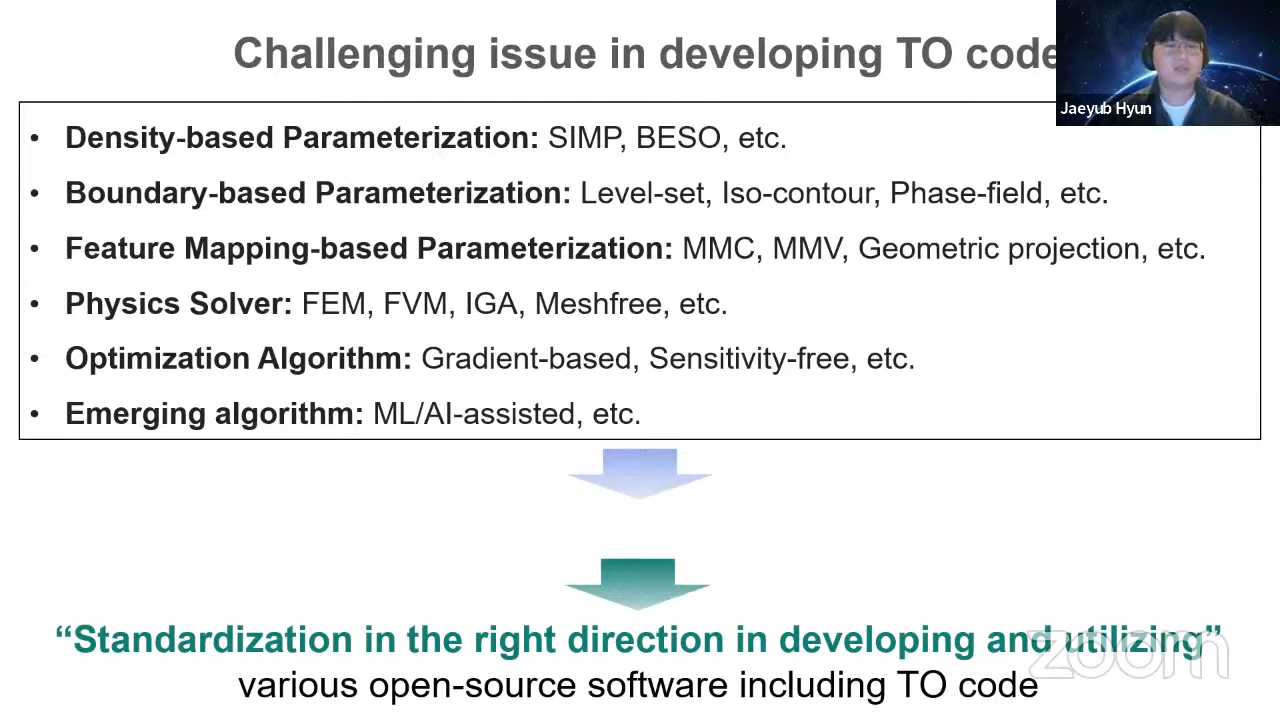 Challenging issue in developing TO code
Jaeyub Hyun
• Density-based Parameterization: SIMP, BESO, etc.
• Boundary-based Parameterization: Level-set, Iso-contour, Phase-field, etc.
• Feature Mapping-based Parameterization: MMC, MMV, Geometric projection, etc.
• Physics Solver: FEM, FVM, IGA, Meshfree, etc.
• Optimization Algorithm: Gradient-based, Sensitivity-free, etc.
• Emerging algorithm: ML/AI-assisted, etc.
“Standardization in the right direction in developing and utilizing”
various open-source software including TO code
zoom